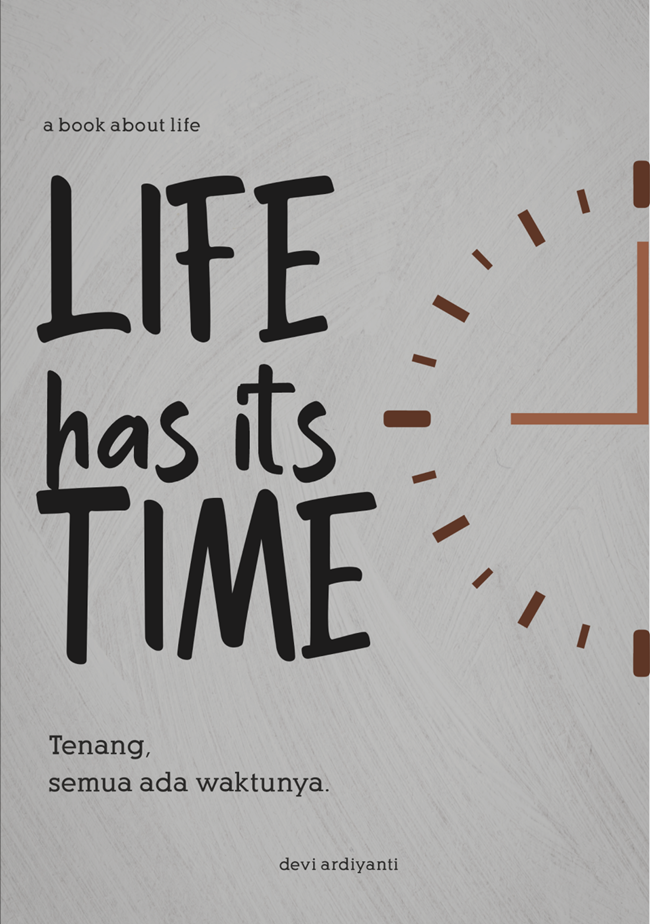 a book about life
LIFE
has its
TIME
Tenang,
semua ada waktunya.
devi ardiyanti